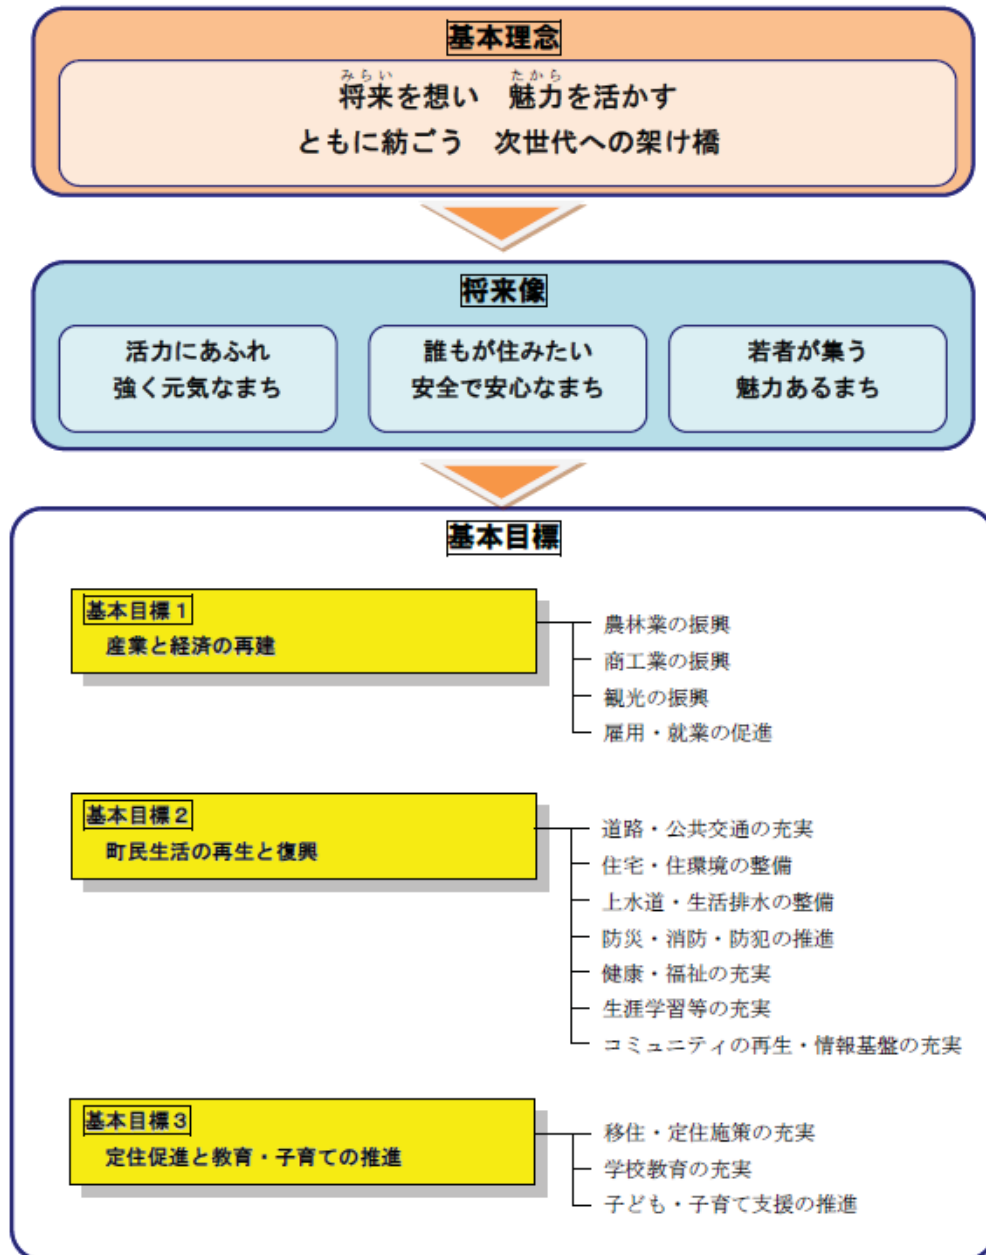 基本理念
将来を想い　魅力を活かす
ともに紡ごう　次世代への架け橋
将来像
活力にあふれ
強く元気なまち
誰もが住みたい
安全で安心なまち
若者が集う
魅力あるまち
基本目標
基本目標１
産業と経済の再建
農林業の振興
商工業の振興
観光の振興
雇用・就業の促進
基本目標２
町民生活の再生と復興
道路・公共交通の充実
住宅・住環境の整備
上水道・生活排水の整備
防災・消防・防犯の推進
健康・福祉の充実
生涯学習等の充実
コミュニティの再生・情報基盤の充実
基本目標３
定住促進と教育・子育ての推進
移住・定住施策の充実
学校教育の充実
子ども・子育て支援の推進